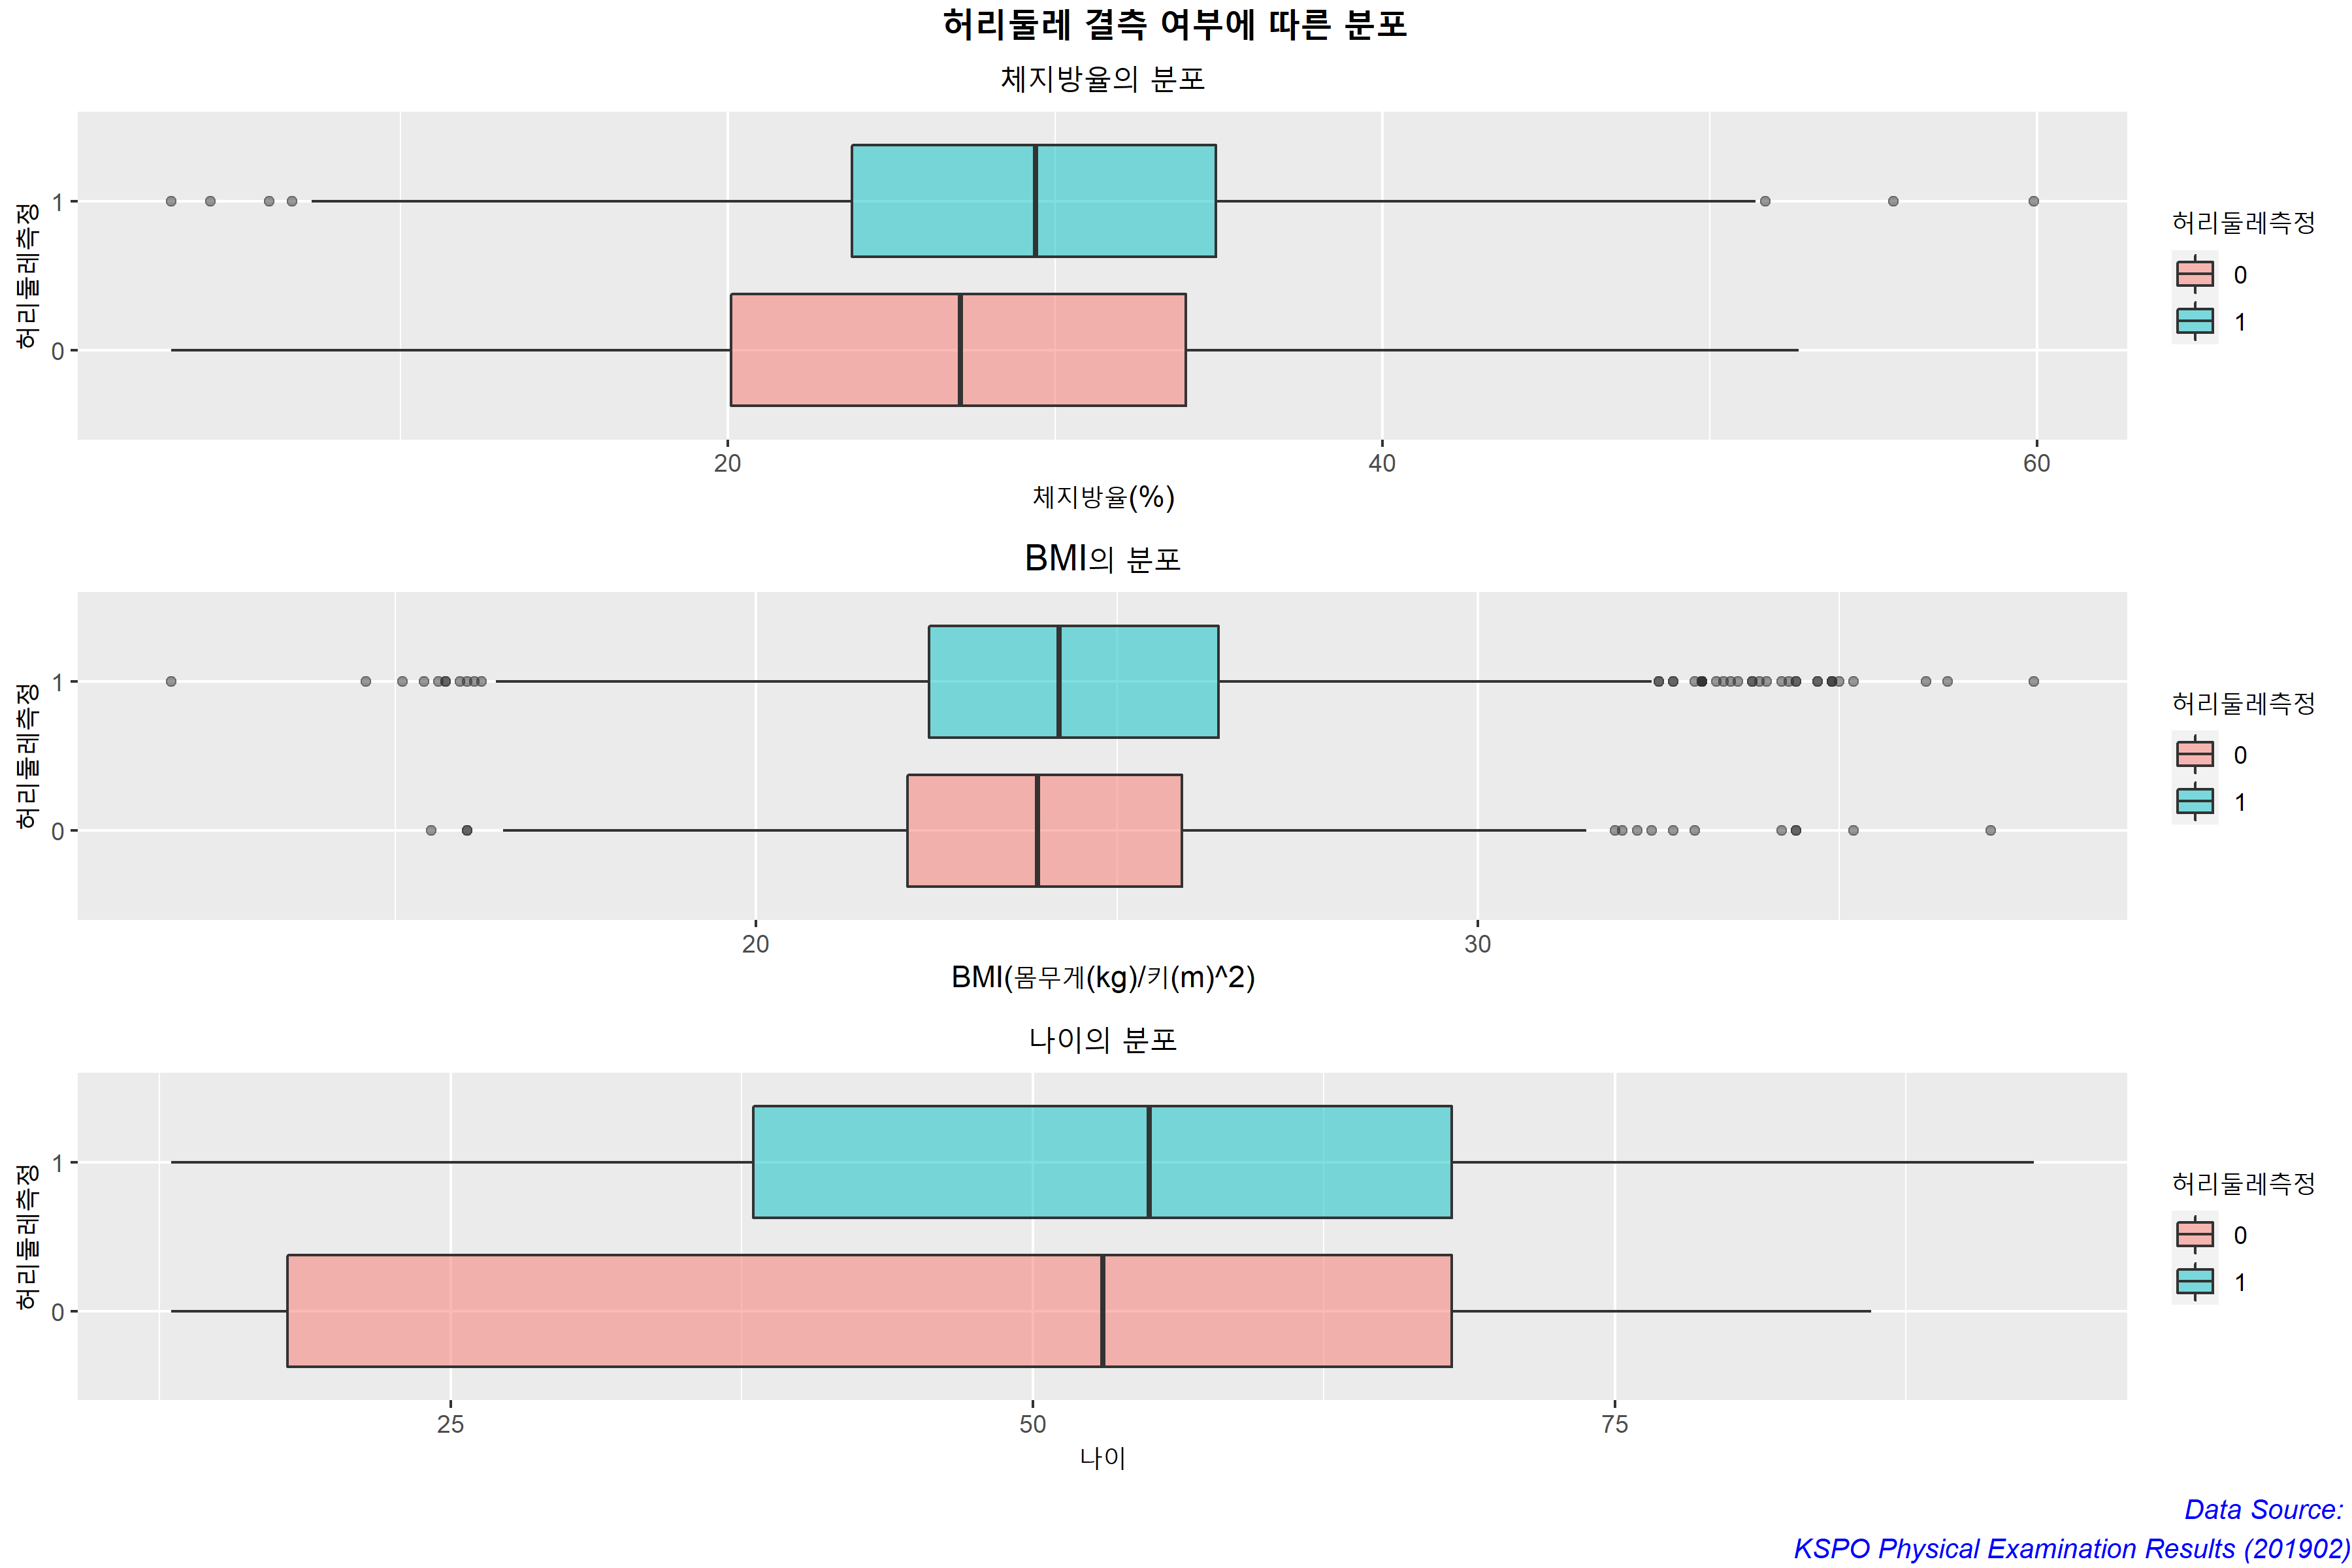 허리둘레 결측 여부에 따른 분포
체지방율의 분포
허리둘레측정
1
0
20 40 60
체지방율(%)
허리둘레측정
0
1
BMI의 분포
허리둘레측정
1
0
20 30
BMI(몸무게(kg)/키(m)^2)
허리둘레측정
0
1
나이의 분포
허리둘레측정
1
0
25 50 75
나이
허리둘레측정
0
1
Data Source:
KSPO Physical Examination Results (201902)